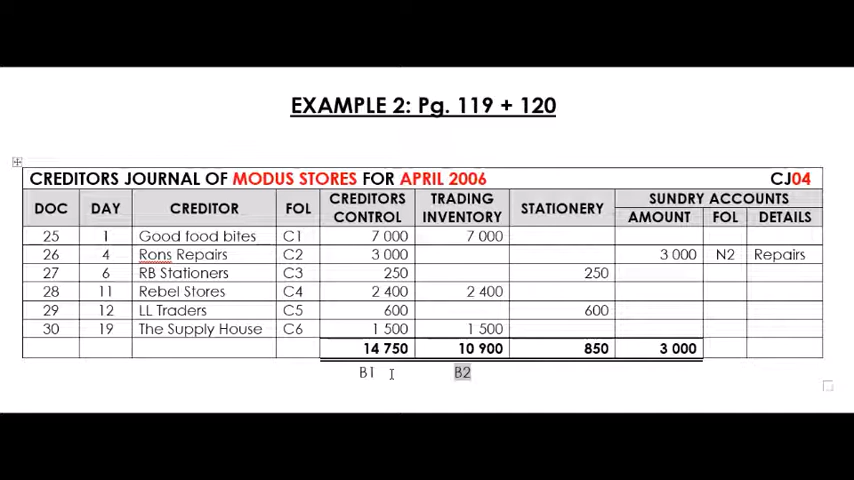 EXAMPLE 2: Pg. 119 + 120
CREDITORS JOURNAL OF MODUS STORES FOR APRIL 2006 CJ04
DOC DAY CREDITOR FOL CREDITORS CONTROL TRADING INVENTORY STATIONERY SUNDRY ACCOUNTS
AMOUNT FOL DETAILS
25 1 Good food bites C1 7 000 7 000
26 4 Rons Repairs C2 3 000 3 000 N2 Repairs
27 6 RB Stationers C3 250 250
28 11 Rebel Stores C4 2 400 2 400
29 12 LL Traders C5 600 600
30 19 The Supply House C6 1 500 1 500
14 750 10 900 850 3 000
B1 B2